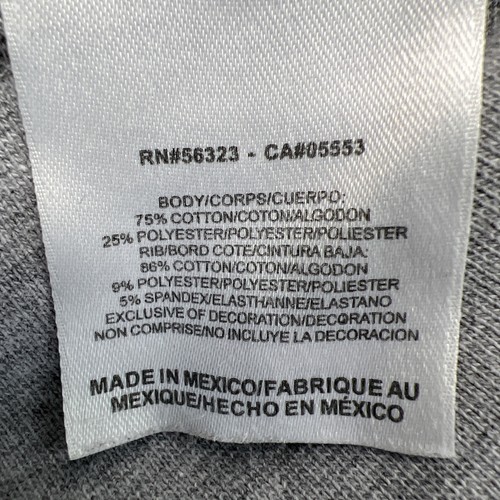 RN#56323 - CA#05553
BODY/CORPS/CUERPO:
75% COTTON/COTON/ALGODON
25% POLYESTER/POLYESTER/POLIESTER
RIB/BORD COTE/CINTURA BAJA:
86% COTTON/COTON/ALGODON
9% POLYESTER/POLYESTER/POLIESTER
5% SPANDEX/ELASTHANNE/ELASTANO
EXCLUSIVE OF DECORATION/DECORATION
NON COMPRISE/NO INCLUYE LA DECORACION
MADE IN MEXICO/FABRIQUE AU
MEXIQUE/HECHO EN MÉXICO